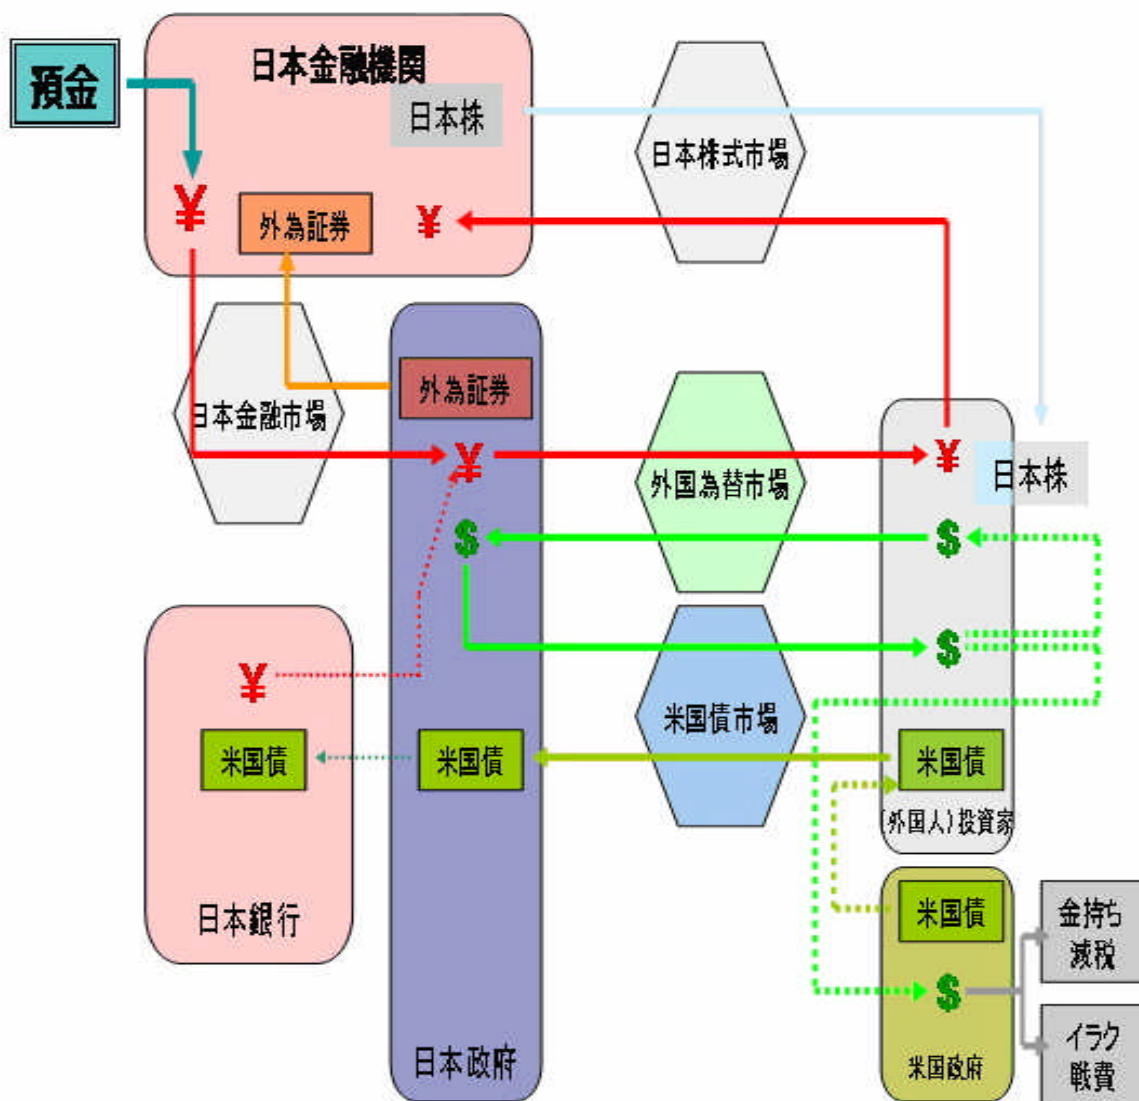 預金
日本金融機関
日本株
日本株式市場
¥
外為証券
¥
外為証券
日本金融市場
¥
外国為替市場
¥
日本株
$
$
$
¥
米国債市場
米国債
米国債
米国債
(外国人)投資家
日本銀行
米国債
金持ち
減税
$
日本政府
米国政府
イラク
戦費